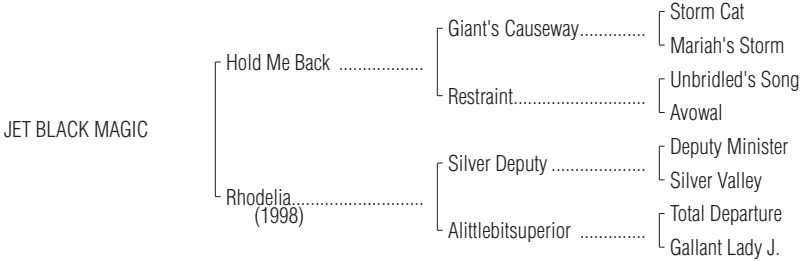 Storm Cat
Giant's Causeway..............
Mariah's Storm
Hold Me Back ..................
Unbridled's Song
Restraint............................
Avowal
JET BLACK MAGIC
Deputy Minister
Silver Deputy ....................
Silver Valley
Rhodelia............................
(1998)
Total Departure
Alittlebitsuperior ..............
Gallant Lady J.